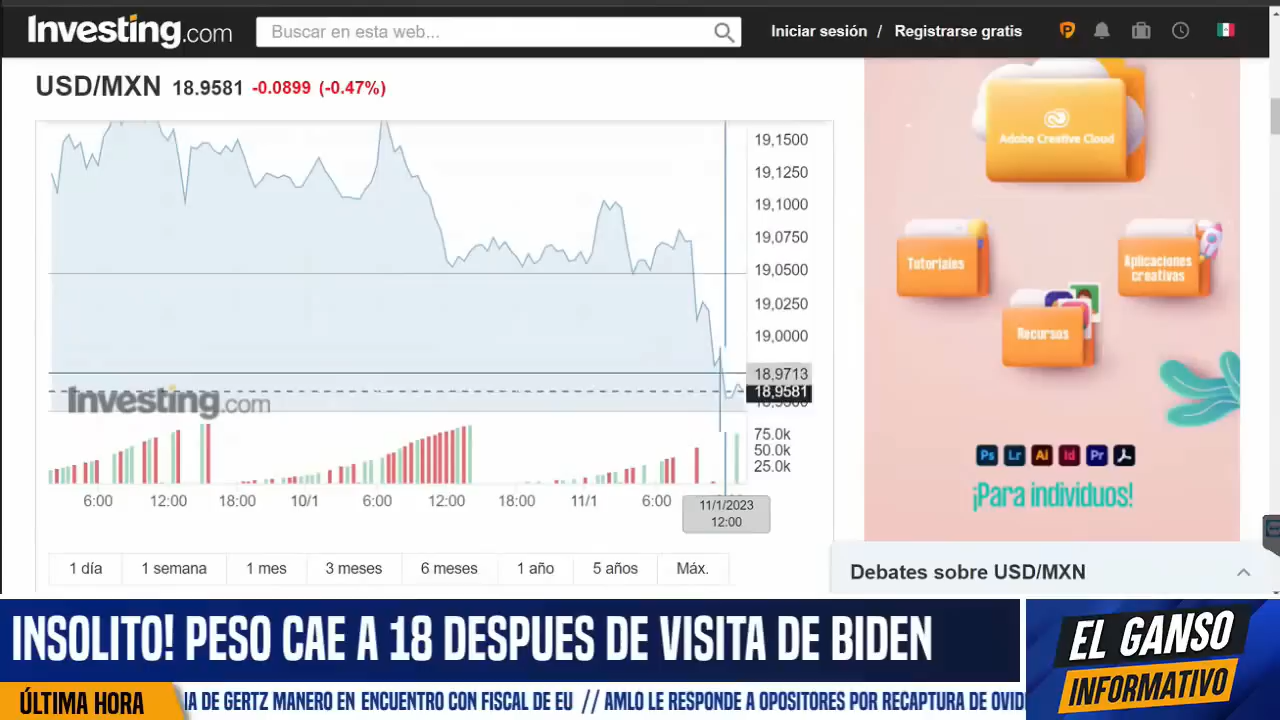 Investing.com
Buscar en esta web...
Iniciar sesión / Registrarse gratis
USD/MXN 18.9581 -0.0899 (-0.47%)
19,1500
19,1250
19,1000
19,0750
19,0500
19,0250
19,0000
18,9713
18,9581
Investing.com
75.0k
50.0k
25.0k
6:00 12:00 18:00 10/1 6:00 12:00 18:00 11/1 6:00
11/1/2023
12:00
1 día 1 semana 1 mes 3 meses 6 meses 1 año 5 años Máx.
Adobe Creative Cloud
Tutoriales
Aplicaciones
creativas
Recursos
Ps Lr Ai Id Pr
¡Para individuos!
Debates sobre USD/MXN
INSOLITO! PESO CAE A 18 DESPUES DE VISITA DE BIDEN
EL GANSO
INFORMATIVO
ÚLTIMA HORA
IA DE GERTZ MANERO EN ENCUENTRO CON FISCAL DE EU // AMLO LE RESPONDE A OPOSITORES POR RECAPTURA DE OVID